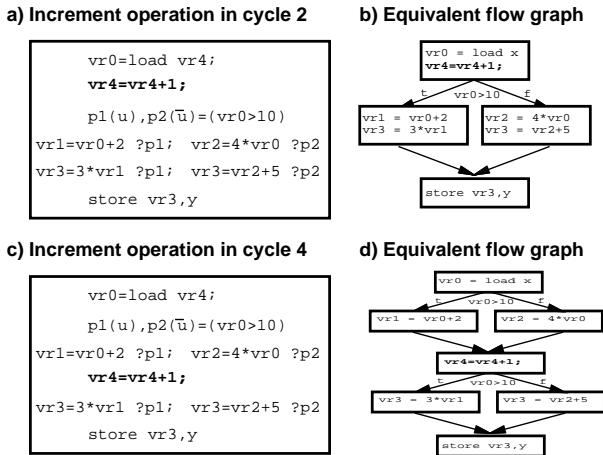 a) Increment operation in cycle 2
vr0=load vr4;
vr4=vr4+1;
p1(u),p2(u̅)=(vr0>10)
vr1=vr0+2 ?p1; vr2=4*vr0 ?p2
vr3=3*vr1 ?p1; vr3=vr2+5 ?p2
store vr3,y
b) Equivalent flow graph
vr0 = load x
vr4=vr4+1;
t vr0>10 f
vr1 = vr0+2
vr3 = 3*vr1
vr2 = 4*vr0
vr3 = vr2+5
store vr3,y
c) Increment operation in cycle 4
vr0=load vr4;
p1(u),p2(u̅)=(vr0>10)
vr1=vr0+2 ?p1; vr2=4*vr0 ?p2
vr4=vr4+1;
vr3=3*vr1 ?p1; vr3=vr2+5 ?p2
store vr3,y
d) Equivalent flow graph
vr0 = load x
t vr0>10 f
vr1 = vr0+2
vr2 = 4*vr0
vr4=vr4+1;
t vr0>10 f
vr3 = 3*vr1
vr3 = vr2+5
store vr3,y